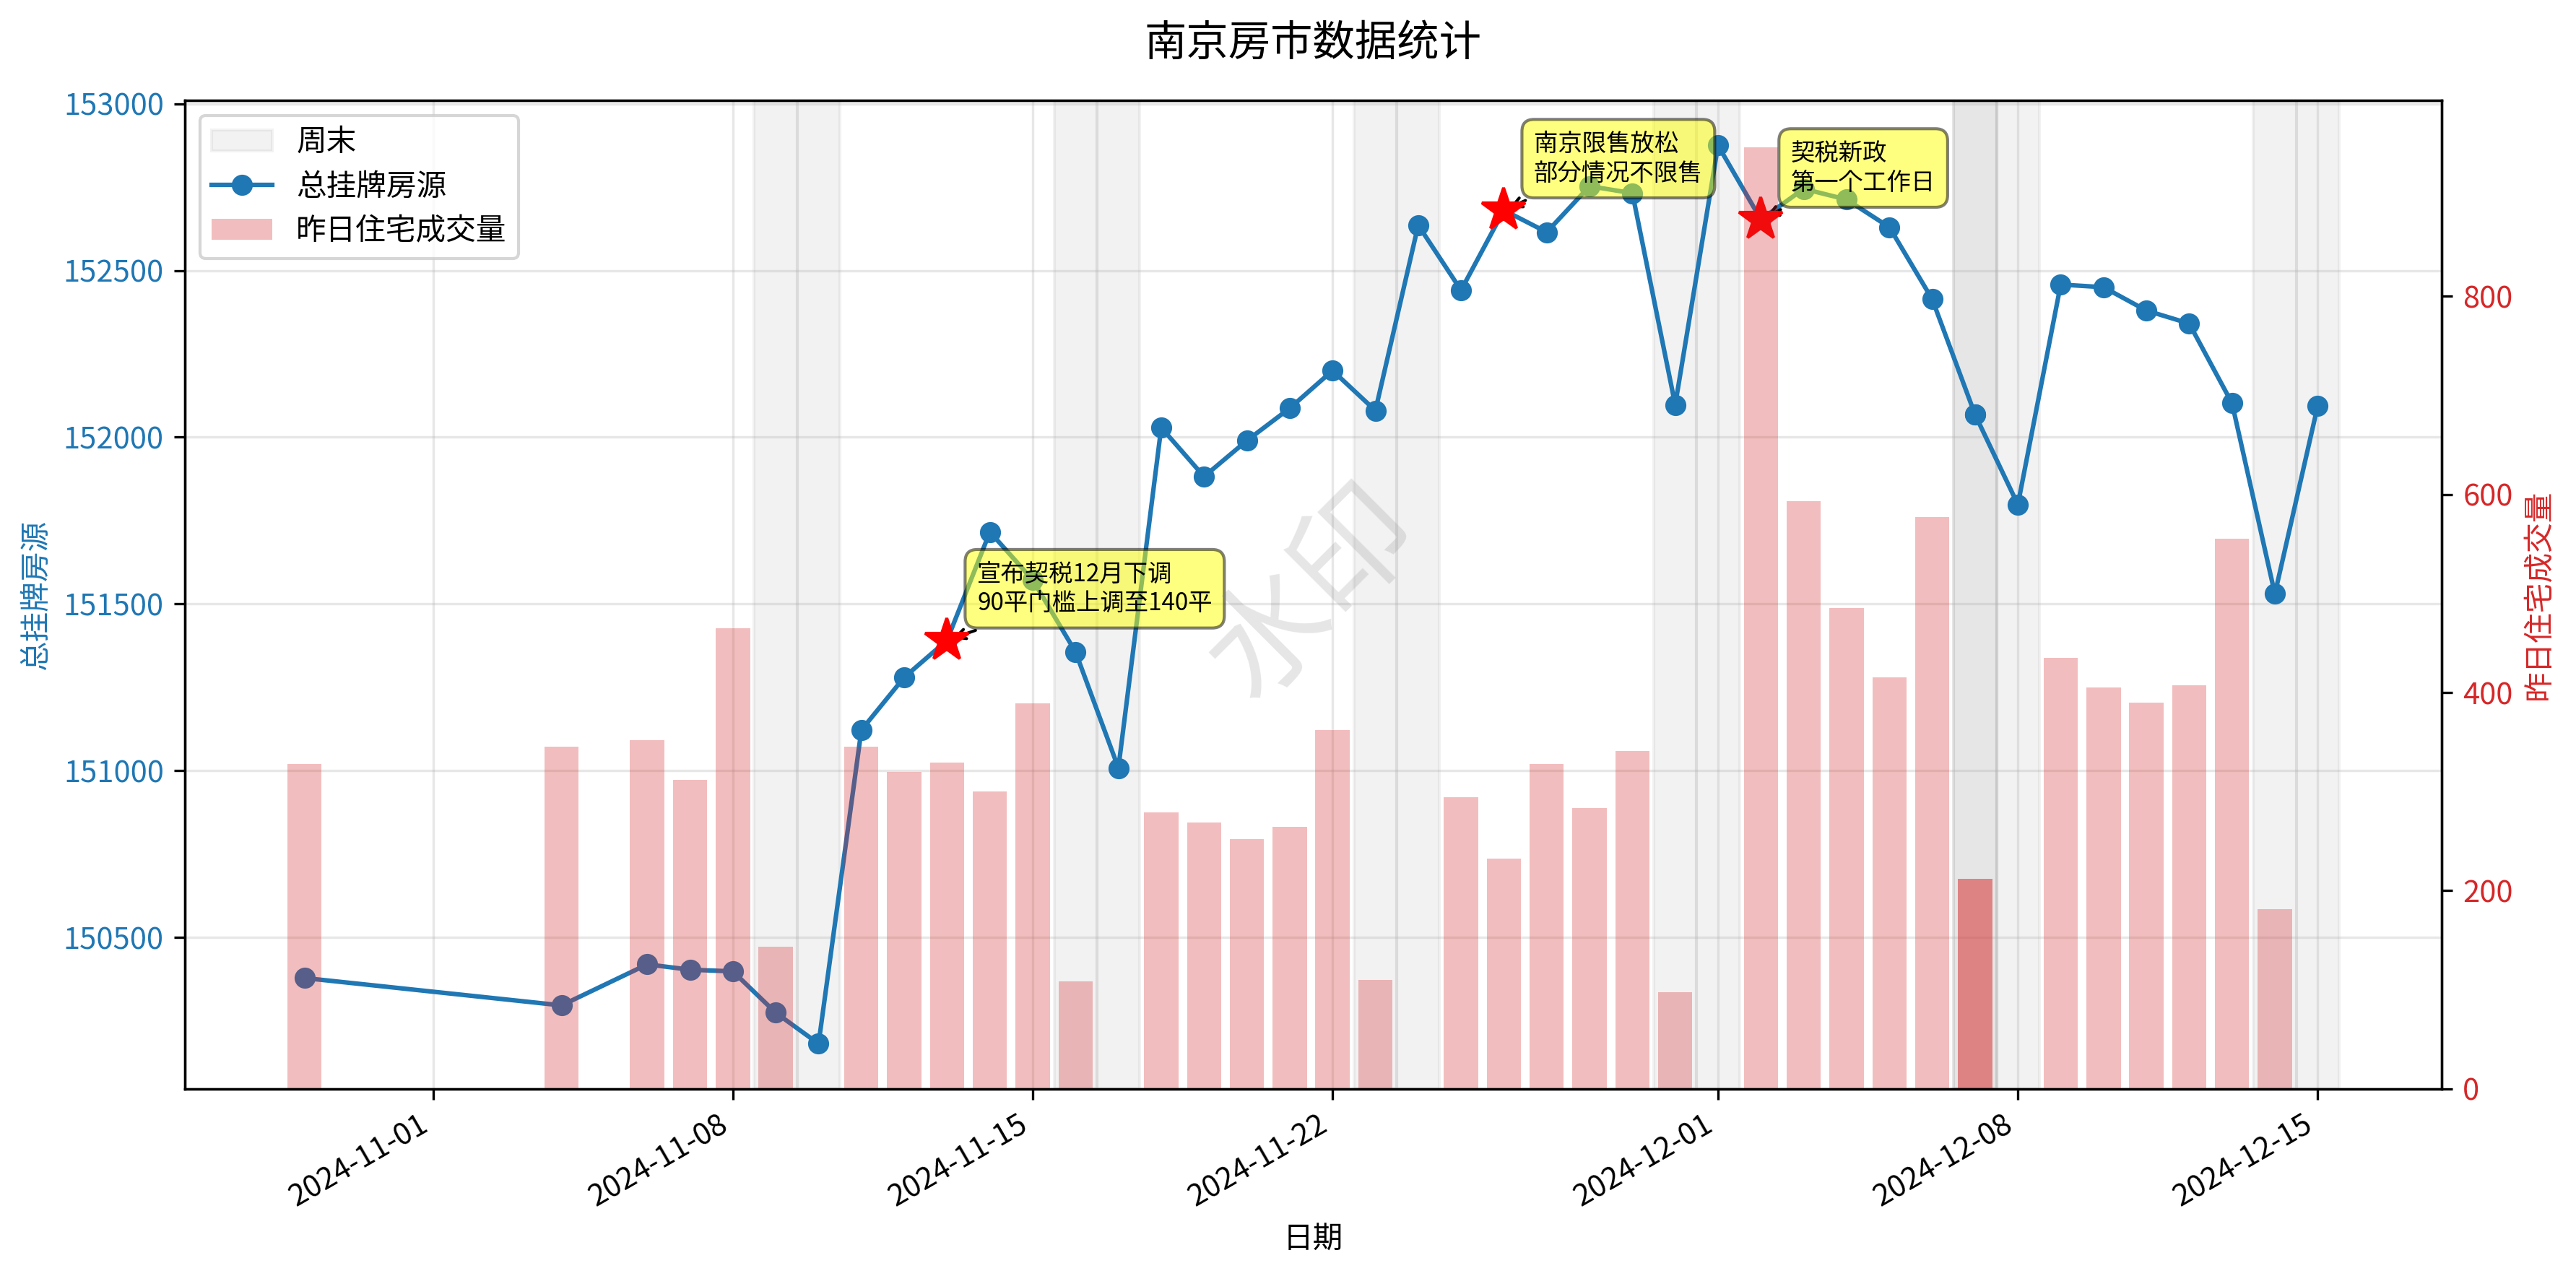 南京房市数据统计
153000
152500
152000
151500
151000
150500
总挂牌房源
周末
总挂牌房源
昨日住宅成交量
宣布契税12月下调
90平门槛上调至140平
南京限售放松
部分情况不限售
契税新政
第一个工作日
水印
800
600
400
200
0
昨日住宅成交量
2024-11-01
2024-11-08
2024-11-15
2024-11-22
2024-12-01
2024-12-08
2024-12-15
日期